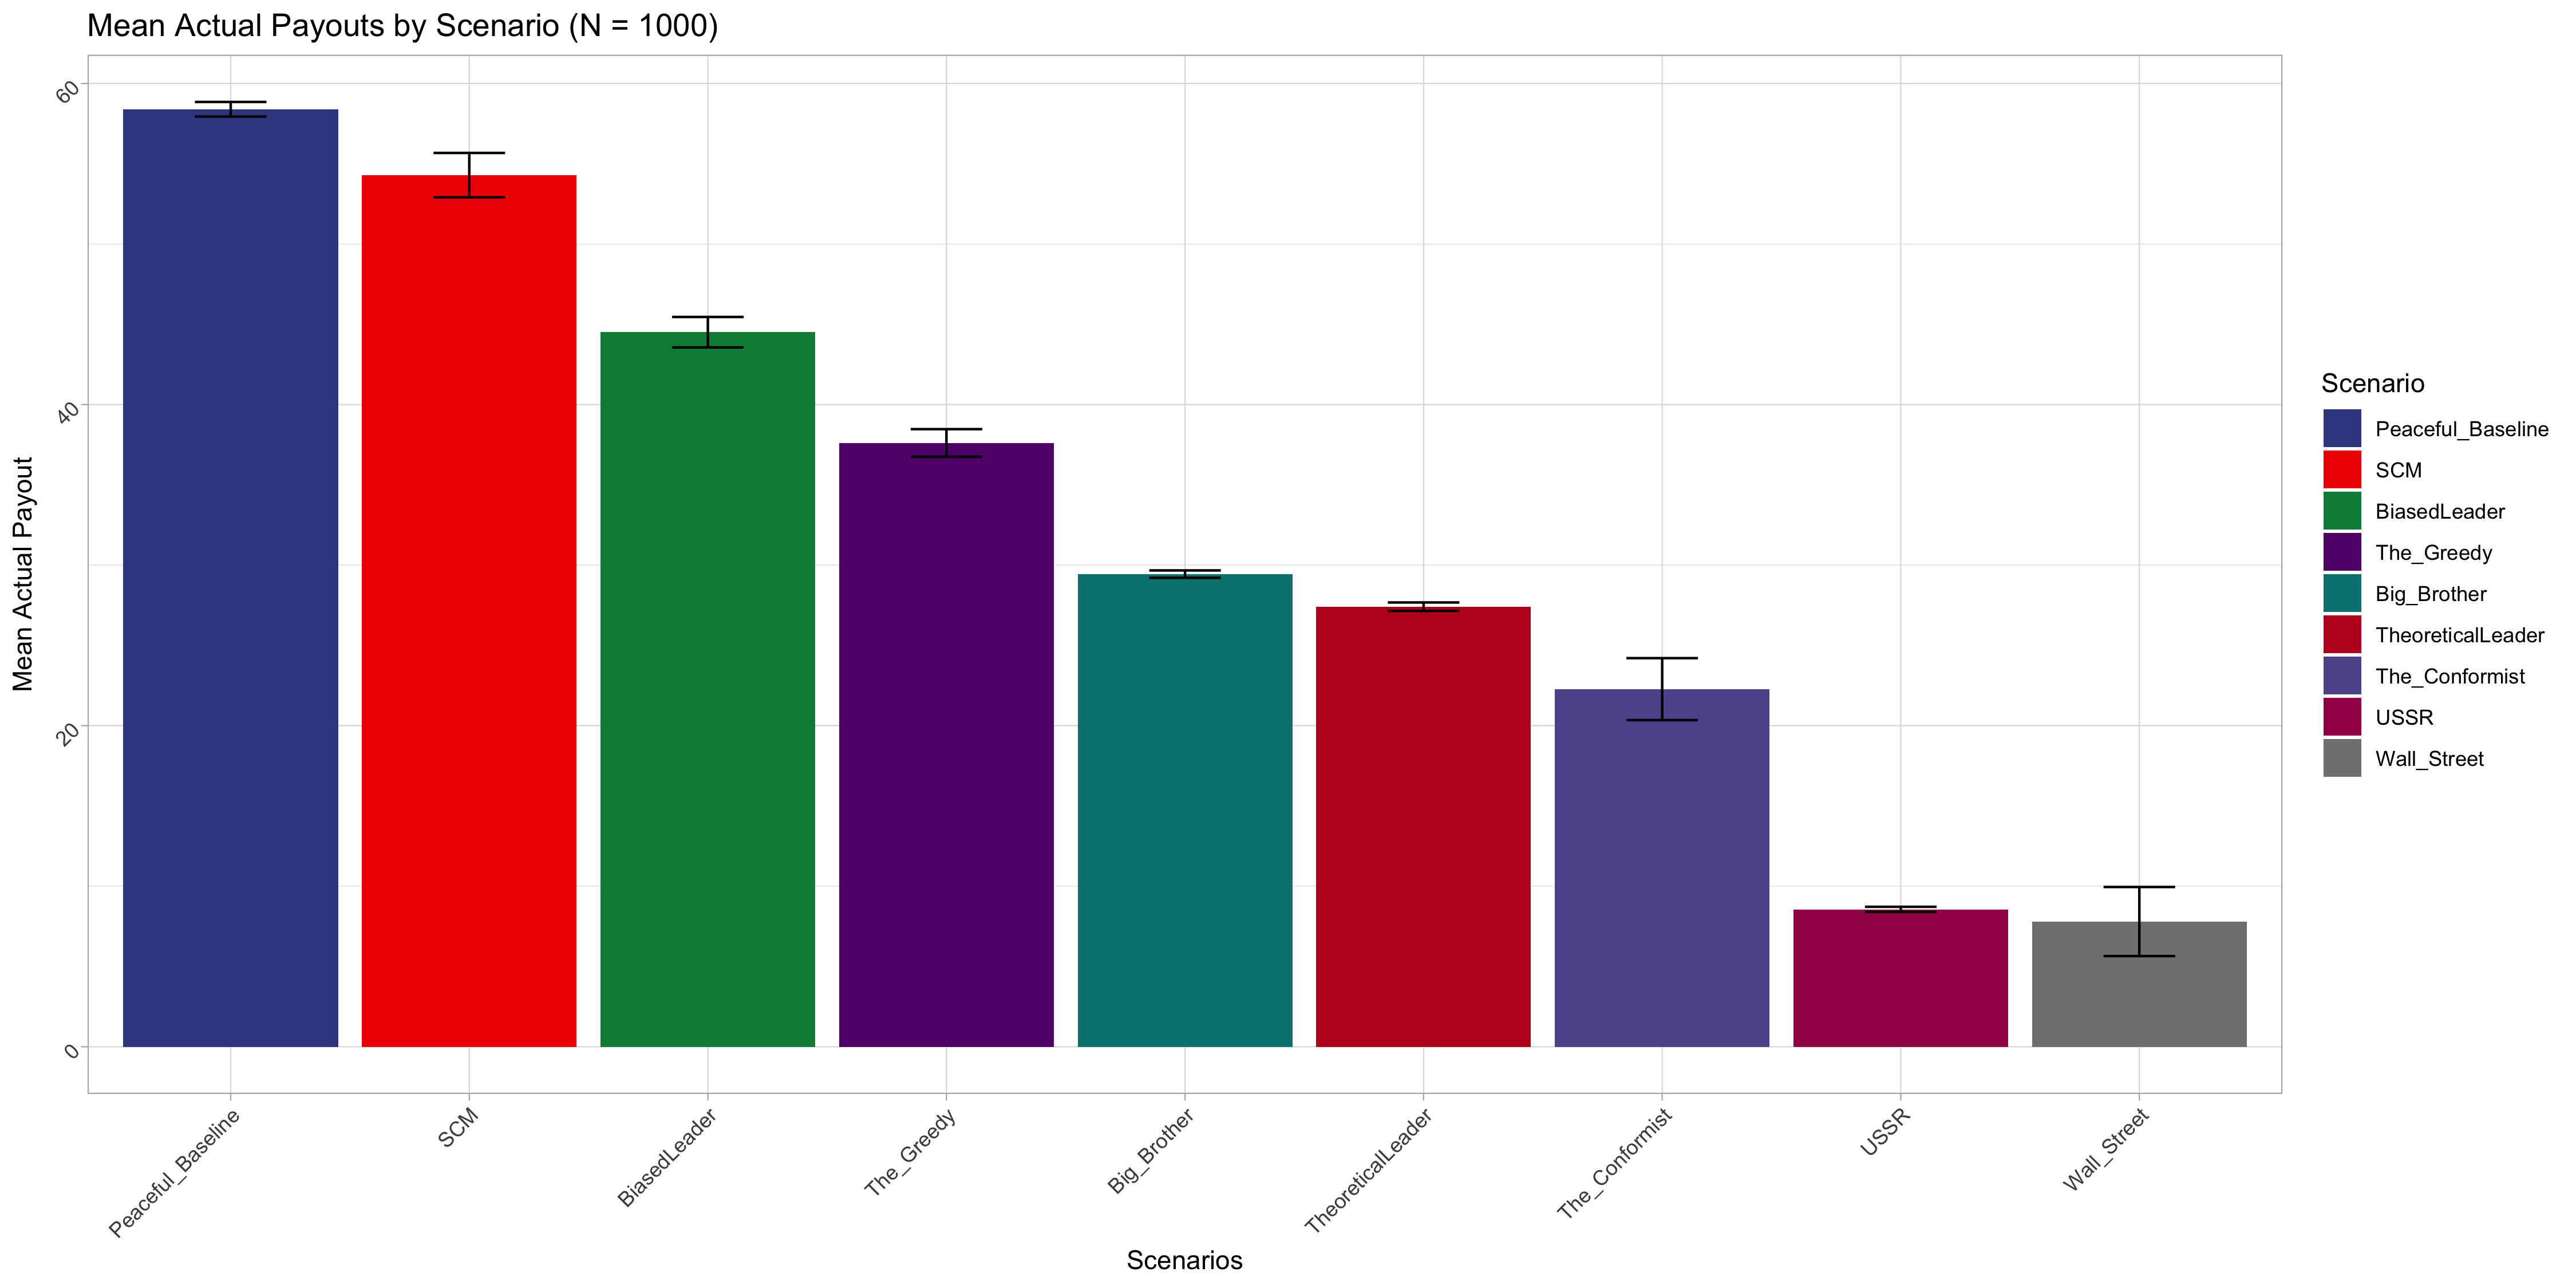 Mean Actual Payouts by Scenario (N = 1000)
Mean Actual Payout
60
40
20
0
Peaceful_Baseline
SCM
BiasedLeader
The_Greedy
Big_Brother
TheoreticalLeader
The_Conformist
USSR
Wall_Street
Scenarios
Scenario
Peaceful_Baseline
SCM
BiasedLeader
The_Greedy
Big_Brother
TheoreticalLeader
The_Conformist
USSR
Wall_Street